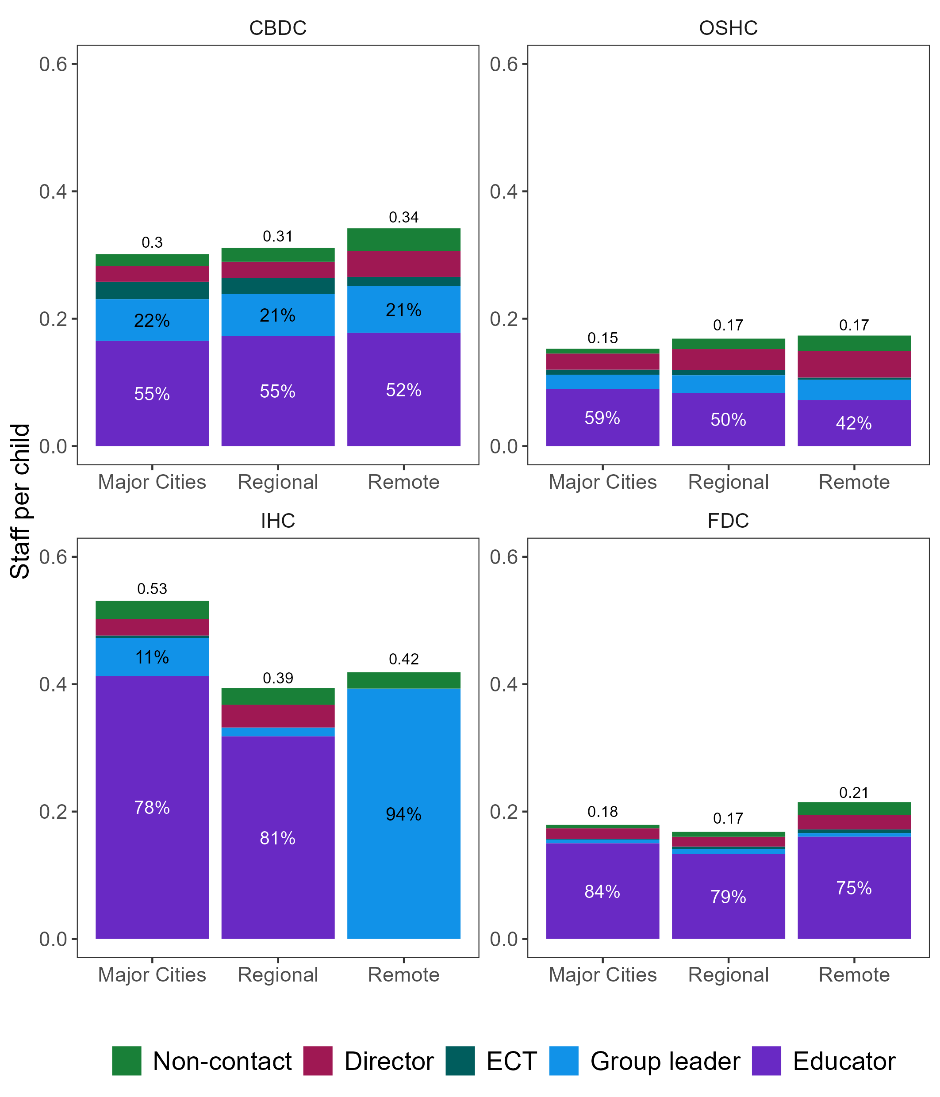 CBDC
OSHC
0.6
0.4
0.2
0.0
0.3
0.31
0.34
22%
21%
21%
55%
55%
52%
Major Cities
Regional
Remote
0.6
0.4
0.2
0.0
0.15
0.17
0.17
59%
50%
42%
Major Cities
Regional
Remote
Staff per child
IHC
FDC
0.6
0.4
0.2
0.0
0.53
0.39
0.42
11%
78%
81%
94%
Major Cities
Regional
Remote
0.6
0.4
0.2
0.0
0.18
0.17
0.21
84%
79%
75%
Major Cities
Regional
Remote
Non-contact
Director
ECT
Group leader
Educator